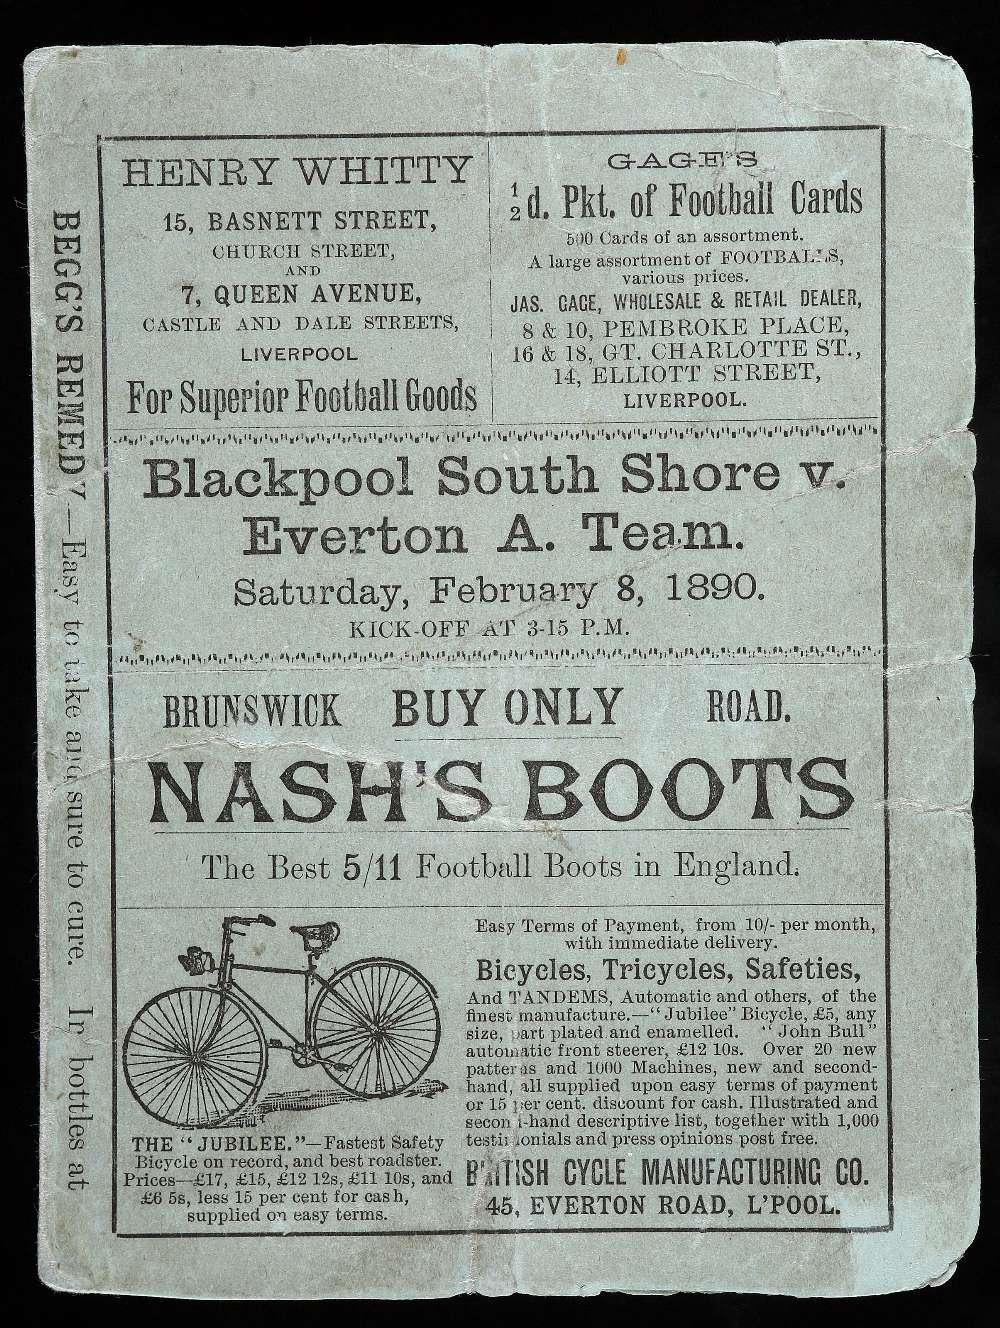 HENRY WHITTY
15, BASNETT STREET,
CHURCH STREET,
AND
7, QUEEN AVENUE,
CASTLE AND DALE STREETS,
LIVERPOOL
For Superior Football Goods
GAGE'S
½d. Pkt. of Football Cards
500 Cards of an assortment.
A large assortment of FOOTBALLS,
various prices.
JAS. GAGE, WHOLESALE & RETAIL DEALER,
8 & 10, PEMBROKE PLACE,
16 & 18, GT. CHARLOTTE ST.,
14, ELLIOTT STREET,
LIVERPOOL.
Blackpool South Shore v.
Everton A. Team.
Saturday, February 8, 1890.
KICK-OFF AT 3-15 P.M.
BRUNSWICK BUY ONLY ROAD.
NASH'S BOOTS
The Best 5/11 Football Boots in England.
THE "JUBILEE."—Fastest Safety
Bicycle on record, and best roadster.
Prices—£17, £15, £12 12s, £11 10s, and
£6 5s, less 15 per cent for cash,
supplied on easy terms.
Easy Terms of Payment, from 10/- per month,
with immediate delivery.
Bicycles, Tricycles, Safeties,
And TANDEMS, Automatic and others, of the
finest manufacture.—"Jubilee" Bicycle, £5, any
size, part plated and enamelled. "John Bull"
automatic front steerer, £12 10s. Over 20 new
patterns and 1000 Machines, new and second-
hand, all supplied upon easy terms of payment
or 15 per cent. discount for cash. Illustrated and
second-hand descriptive list, together with 1,000
testimonials and press opinions post free.
BRITISH CYCLE MANUFACTURING CO.
45, EVERTON ROAD, L'POOL.
BEGG'S REMEDY—Easy to take and sure to cure. In bottles at